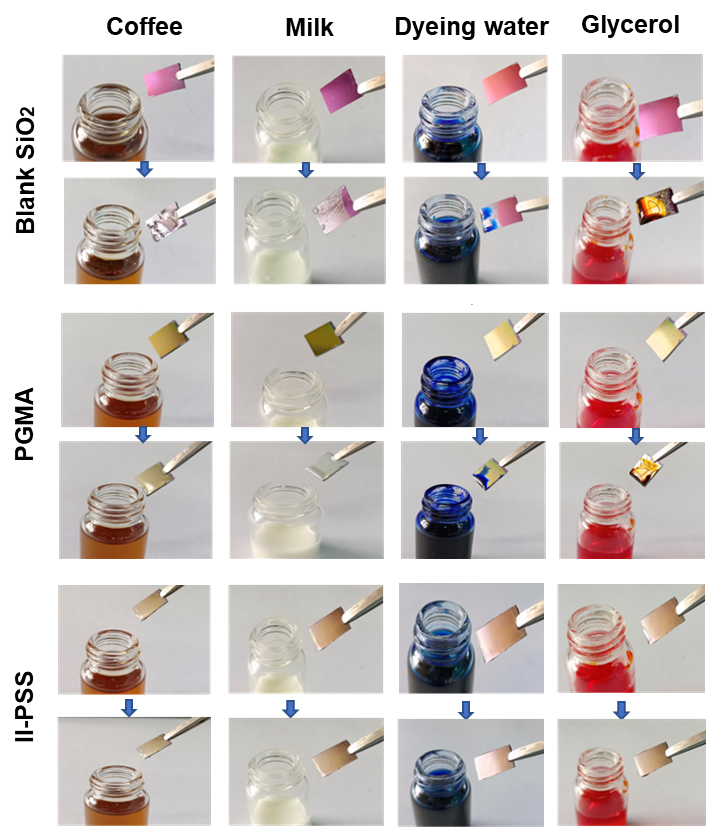 Coffee Milk Dyeing water Glycerol
Blank SiO2
PGMA
II-PSS